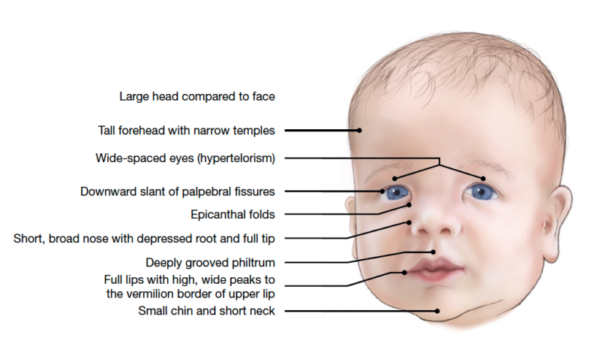 Large head compared to face
Tall forehead with narrow temples
Wide-spaced eyes (hypertelorism)
Downward slant of palpebral fissures
Epicanthal folds
Short, broad nose with depressed root and full tip
Deeply grooved philtrum
Full lips with high, wide peaks to
the vermilion border of upper lip
Small chin and short neck